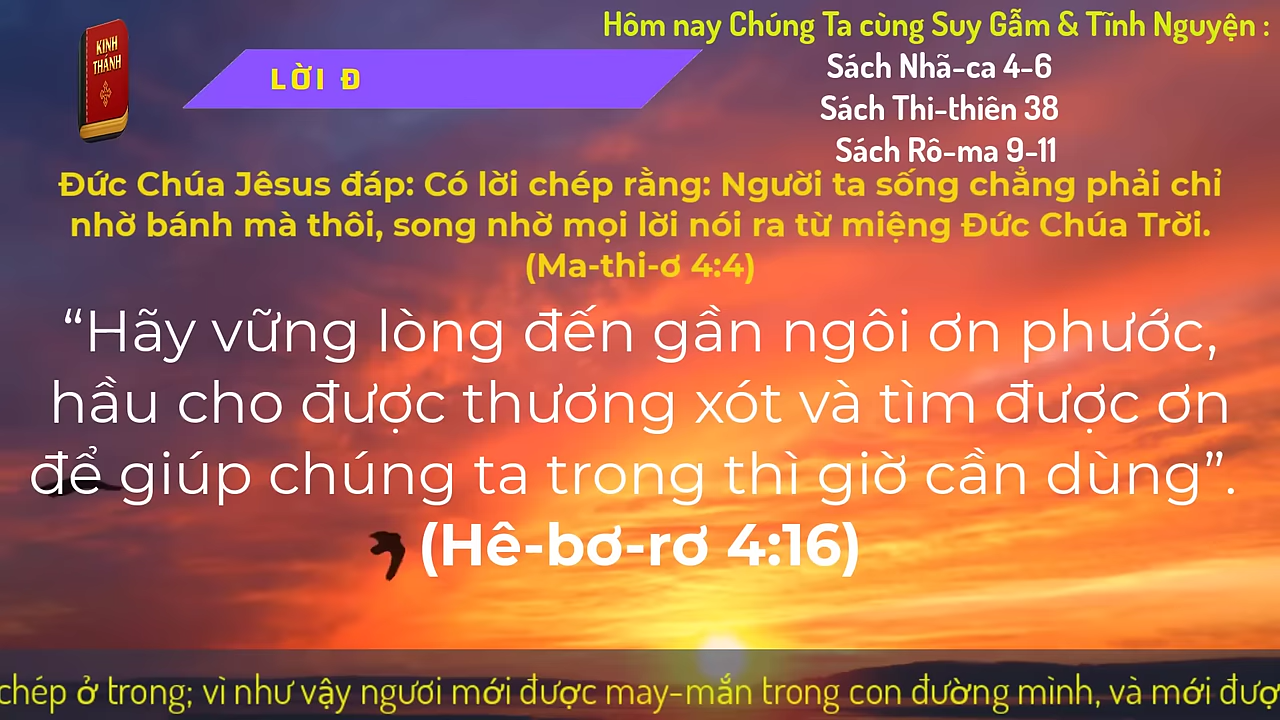 Hôm nay Chúng Ta cùng Suy Gẫm & Tĩnh Nguyện :
KINH
THÁNH
LỜI Đ
Sách Nhã-ca 4-6
Sách Thi-thiên 38
Sách Rô-ma 9-11
Đức Chúa Jêsus đáp: Có lời chép rằng: Người ta sống chẳng phải chỉ
nhờ bánh mà thôi, song nhờ mọi lời nói ra từ miệng Đức Chúa Trời.
(Ma-thi-ơ 4:4)
“Hãy vững lòng đến gần ngôi ơn phước,
hầu cho được thương xót và tìm được ơn
để giúp chúng ta trong thì giờ cần dùng”.
(Hê-bơ-rơ 4:16)
chép ở trong; vì như vậy ngươi mới được may-mắn trong con đường mình, và mới đượ